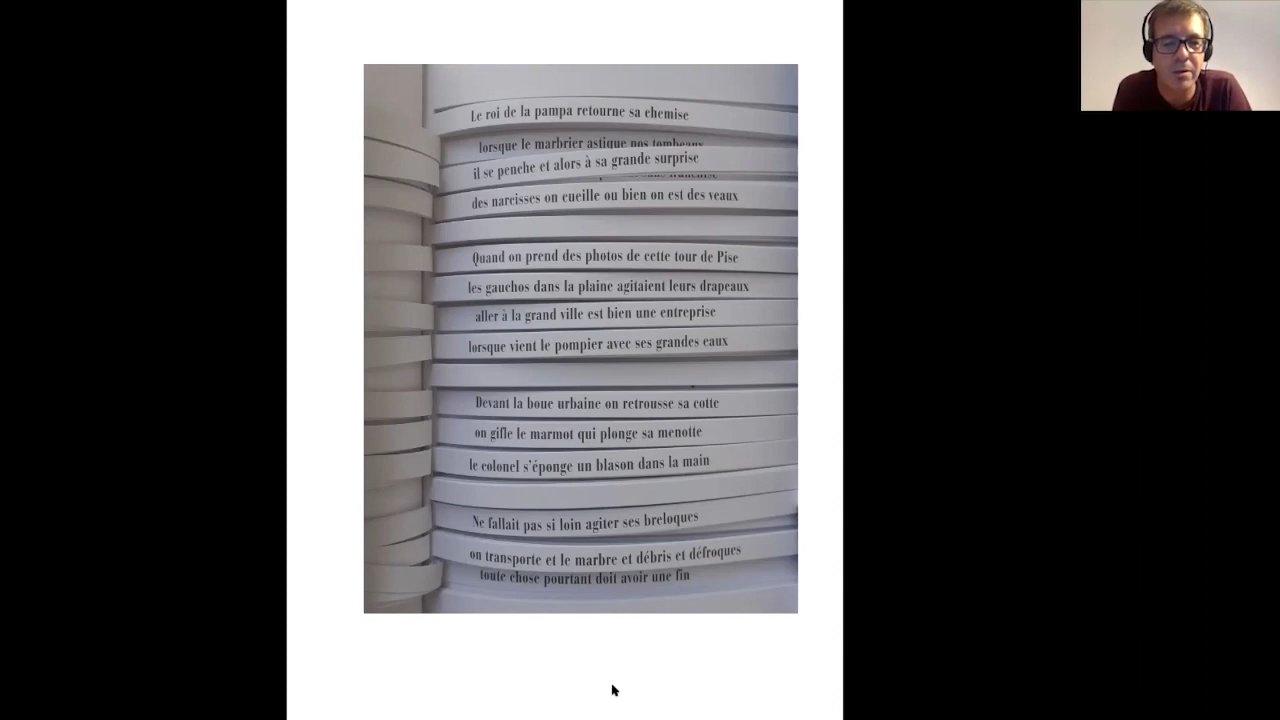 Le roi de la pampa retourne sa chemise
lorsque le marbrier astique nos tombeaux
il se penche et alors à sa grande surprise
des narcisses on cueille ou bien on est des veaux
Quand on prend des photos de cette tour de Pise
les gauchos dans la plaine agitaient leurs drapeaux
aller à la grand ville est bien une entreprise
lorsque vient le pompier avec ses grandes eaux
Devant la boue urbaine on retrousse sa cotte
on gifle le marmot qui plonge sa menotte
le colonel s'éponge un blason dans la main
Ne fallait pas si loin agiter ses breloques
on transporte et le marbre et débris et défroques
toute chose pourtant doit avoir une fin